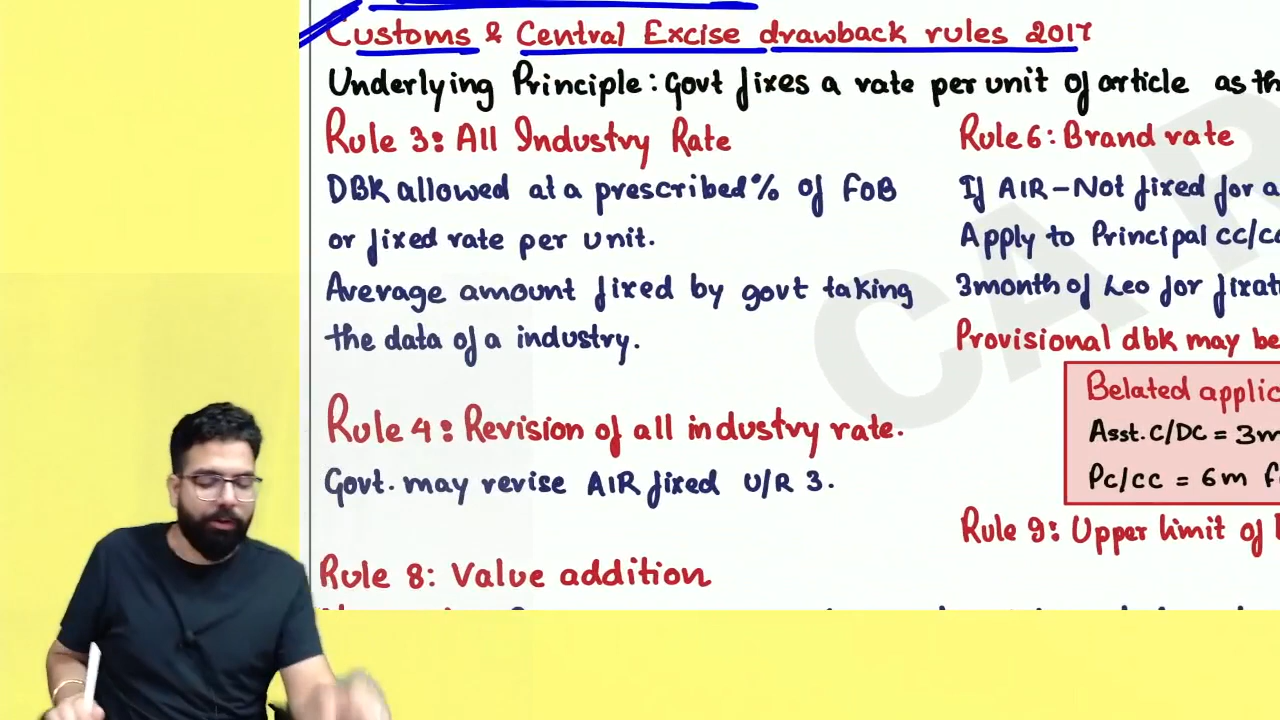 Customs & Central Excise drawback rules 2017
Underlying Principle: Govt fixes a rate per unit of article as
Rule 3: All Industry Rate
DBK allowed at a prescribed % of FOB
or fixed rate per unit.
Average amount fixed by govt taking
the data of a industry.
Rule 4: Revision of all industry rate.
Govt. may revise AIR fixed U/R 3.
Rule 8: Value addition
Rule 6: Brand rate
If AIR - Not fixed for a
Apply to Principal CC/
3month of Leo for
Provisional dbk may be
Belated
Asst. C/DC = 3m
Pc/CC = 6m
Rule 9: Upper limit of
CA R